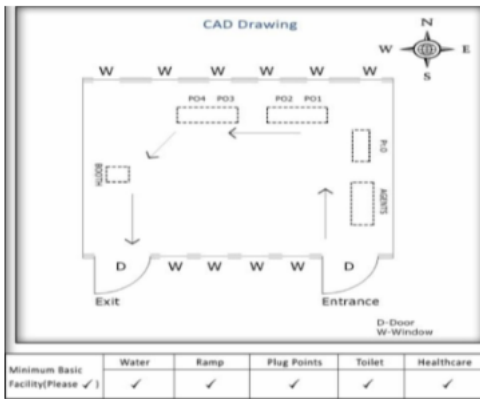 CAD Drawing
N
W E
S
W W W W W W
PO4 PO3 PO2 PO1
PrO
BOOTH
AGENTS
D W W W W D
Exit Entrance
D-Door
W-Window
Minimum Basic Facility(Please ✓) Water Ramp Plug Points Toilet Healthcare
✓ ✓ ✓ ✓ ✓